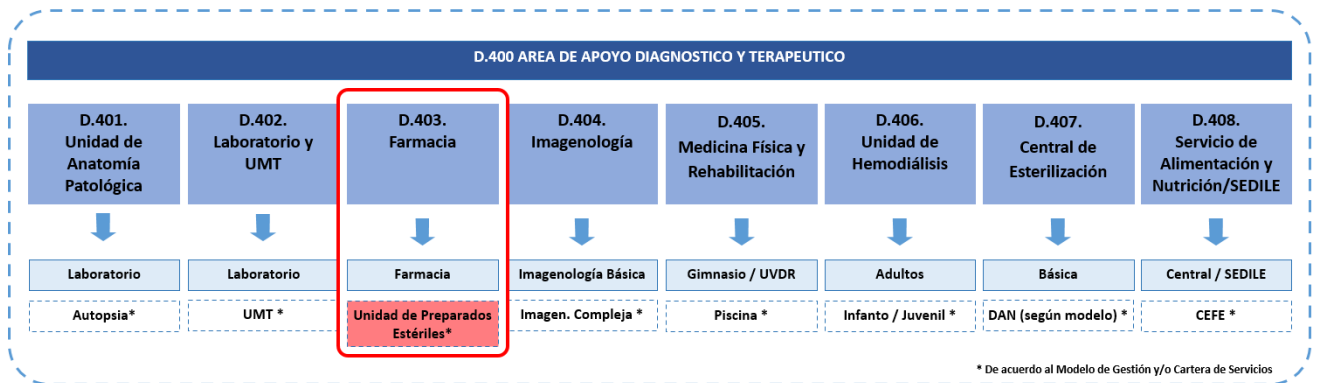 D.400 AREA DE APOYO DIAGNOSTICO Y TERAPEUTICO
D.401.
Unidad de
Anatomía
Patológica
D.402.
Laboratorio y
UMT
D.403.
Farmacia
D.404.
Imagenología
D.405.
Medicina Física y
Rehabilitación
D.406.
Unidad de
Hemodiálisis
D.407.
Central de
Esterilización
D.408.
Servicio de
Alimentación y
Nutrición/SEDILE
Laboratorio
Laboratorio
Farmacia
Imagenología Básica
Gimnasio / UVDR
Adultos
Básica
Central / SEDILE
Autopsia*
UMT *
Unidad de Preparados
Estériles*
Imagen. Compleja *
Piscina *
Infanto / Juvenil *
DAN (según modelo) *
CEFE *
* De acuerdo al Modelo de Gestión y/o Cartera de Servicios